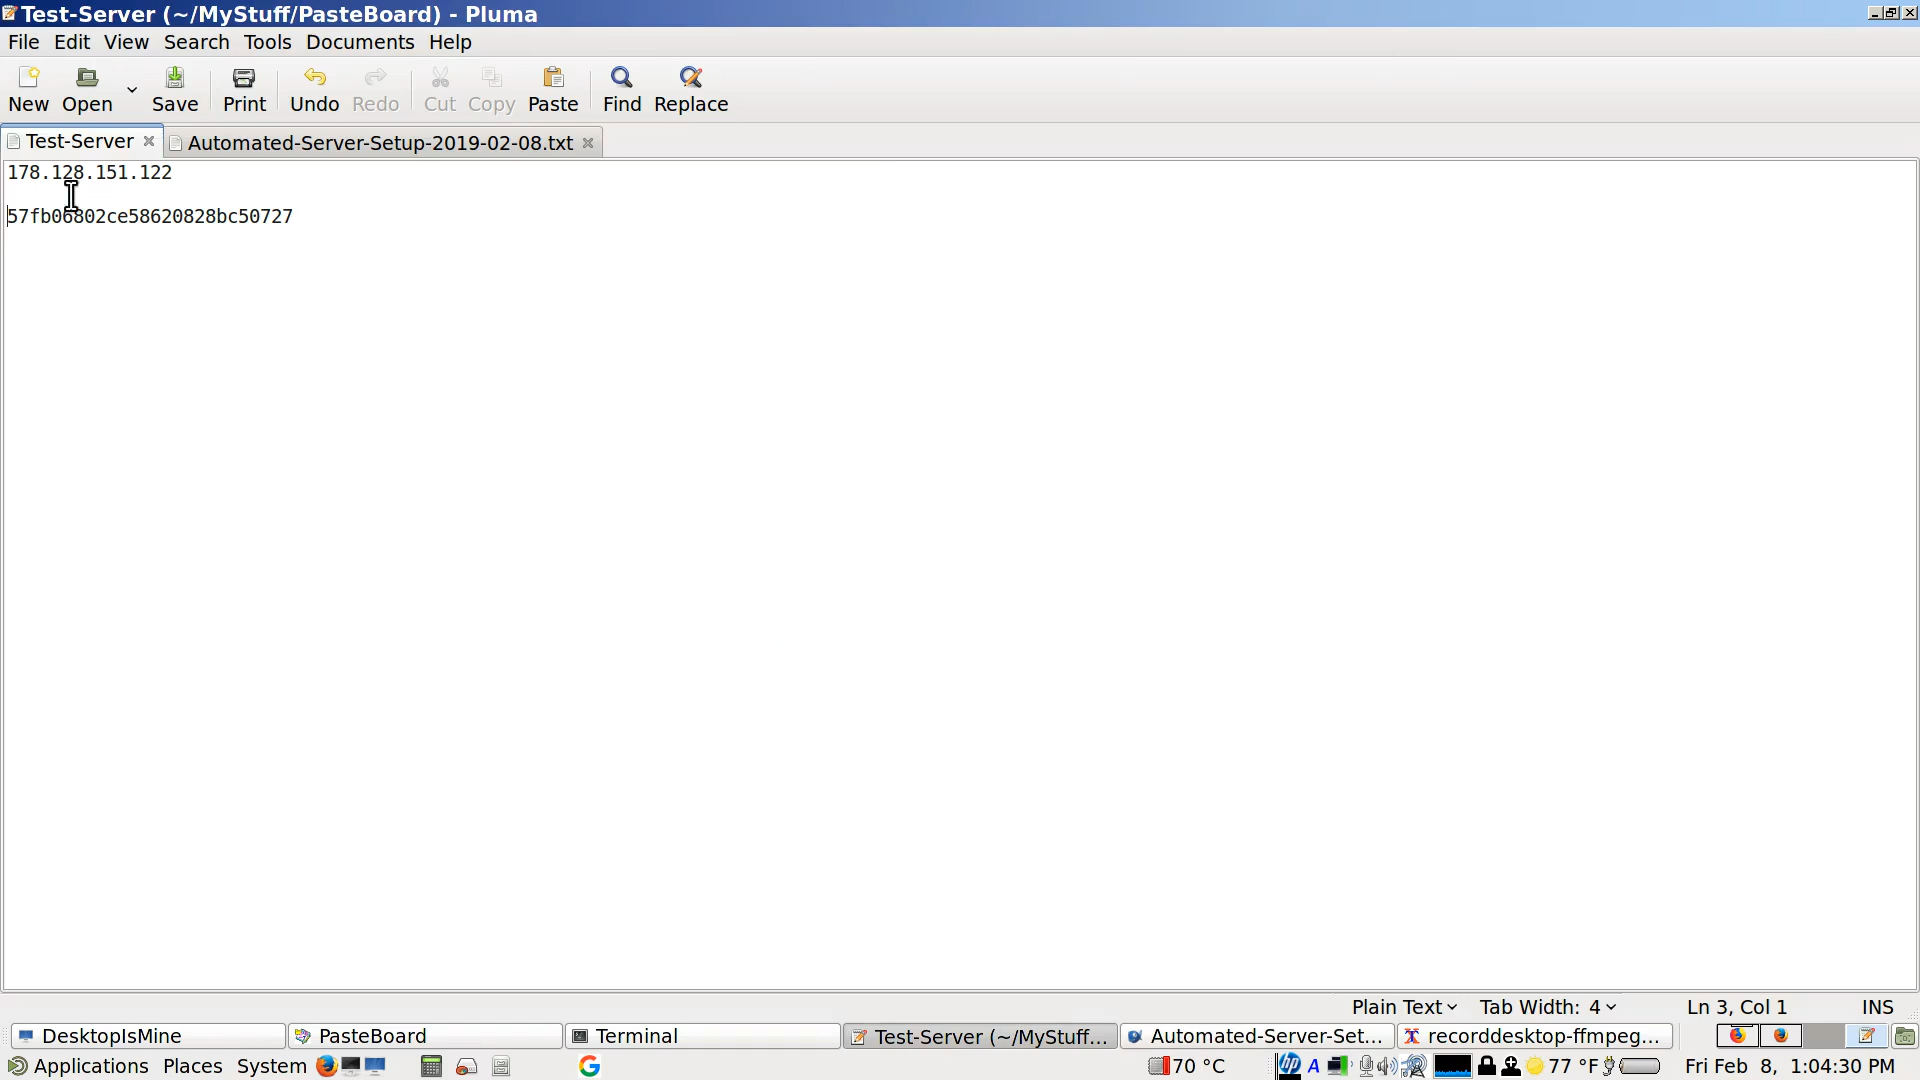 Test-Server (~/MyStuff/PasteBoard) - Pluma
File Edit View Search Tools Documents Help
New Open Save Print Undo Redo Cut Copy Paste Find Replace
Test-Server Automated-Server-Setup-2019-02-08.txt
178.128.151.122
57fb06802ce58620828bc50727
Plain Text Tab Width: 4 Ln 3, Col 1 INS
DesktopIsMine PasteBoard Terminal Test-Server (~/MyStuff... Automated-Server-Set... recorddesktop-ffmpeg...
Applications Places System G 70 °C hp A 77 °F Fri Feb 8, 1:04:30 PM